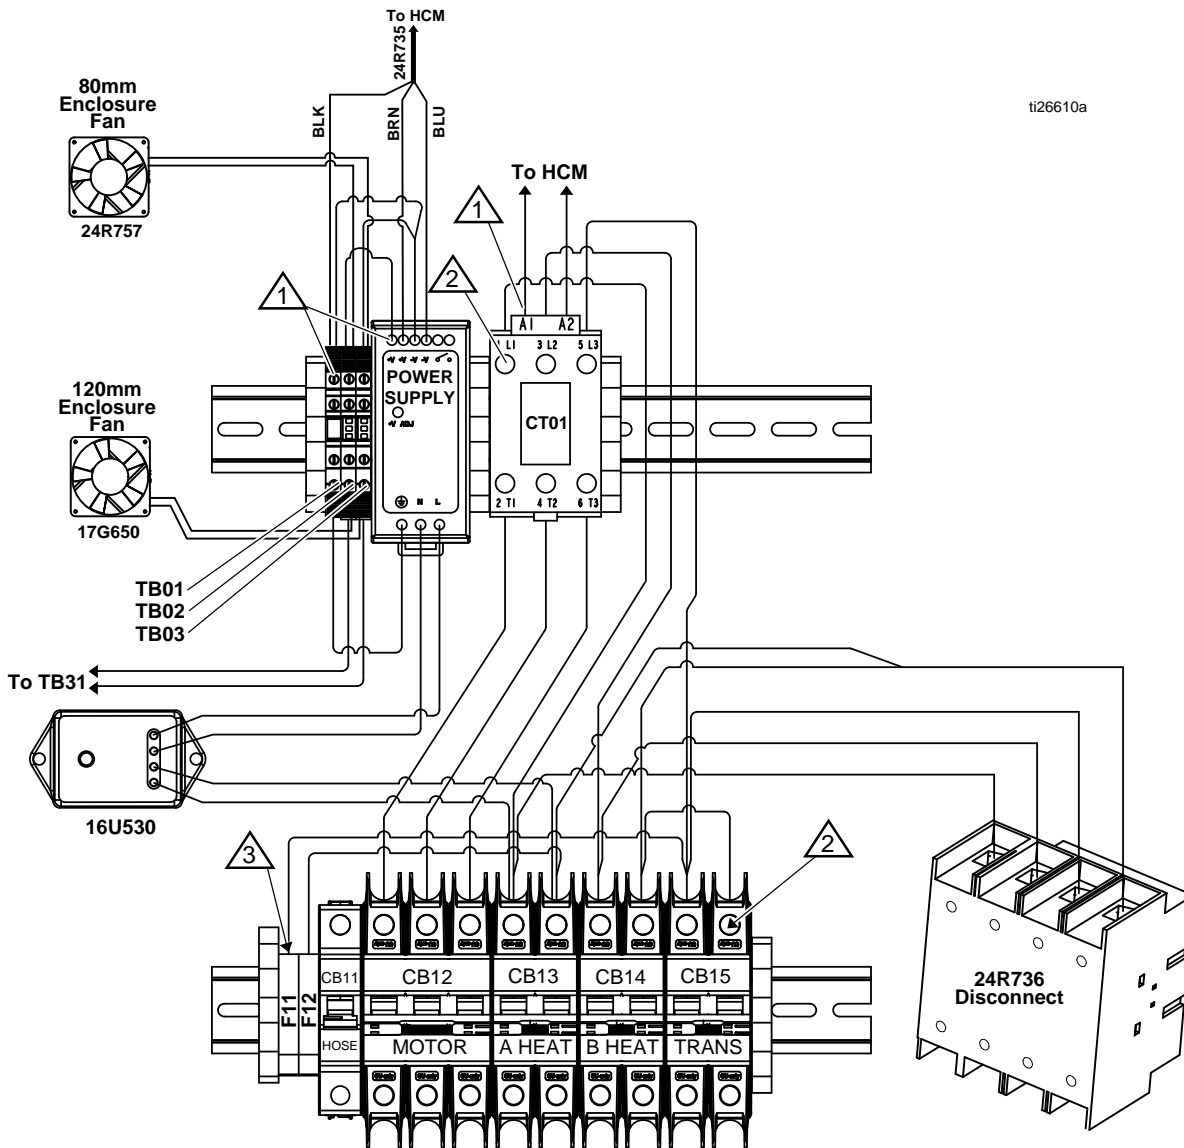 To HCM
24R735
80mm
Enclosure
Fan
24R757
BLK
BRN
BLU
ti26610a
To HCM
1
2
1
A1 A2
1 L1 3 L2 5 L3
+V +V -V -V
POWER
SUPPLY
+V ADJ
CT01
N L
2 T1 4 T2 6 T3
120mm
Enclosure
Fan
17G650
TB01
TB02
TB03
To TB31
16U530
3
2
F11
F12
CB11
CB12
CB13
CB14
CB15
HOSE
MOTOR
A HEAT
B HEAT
TRANS
24R736
Disconnect